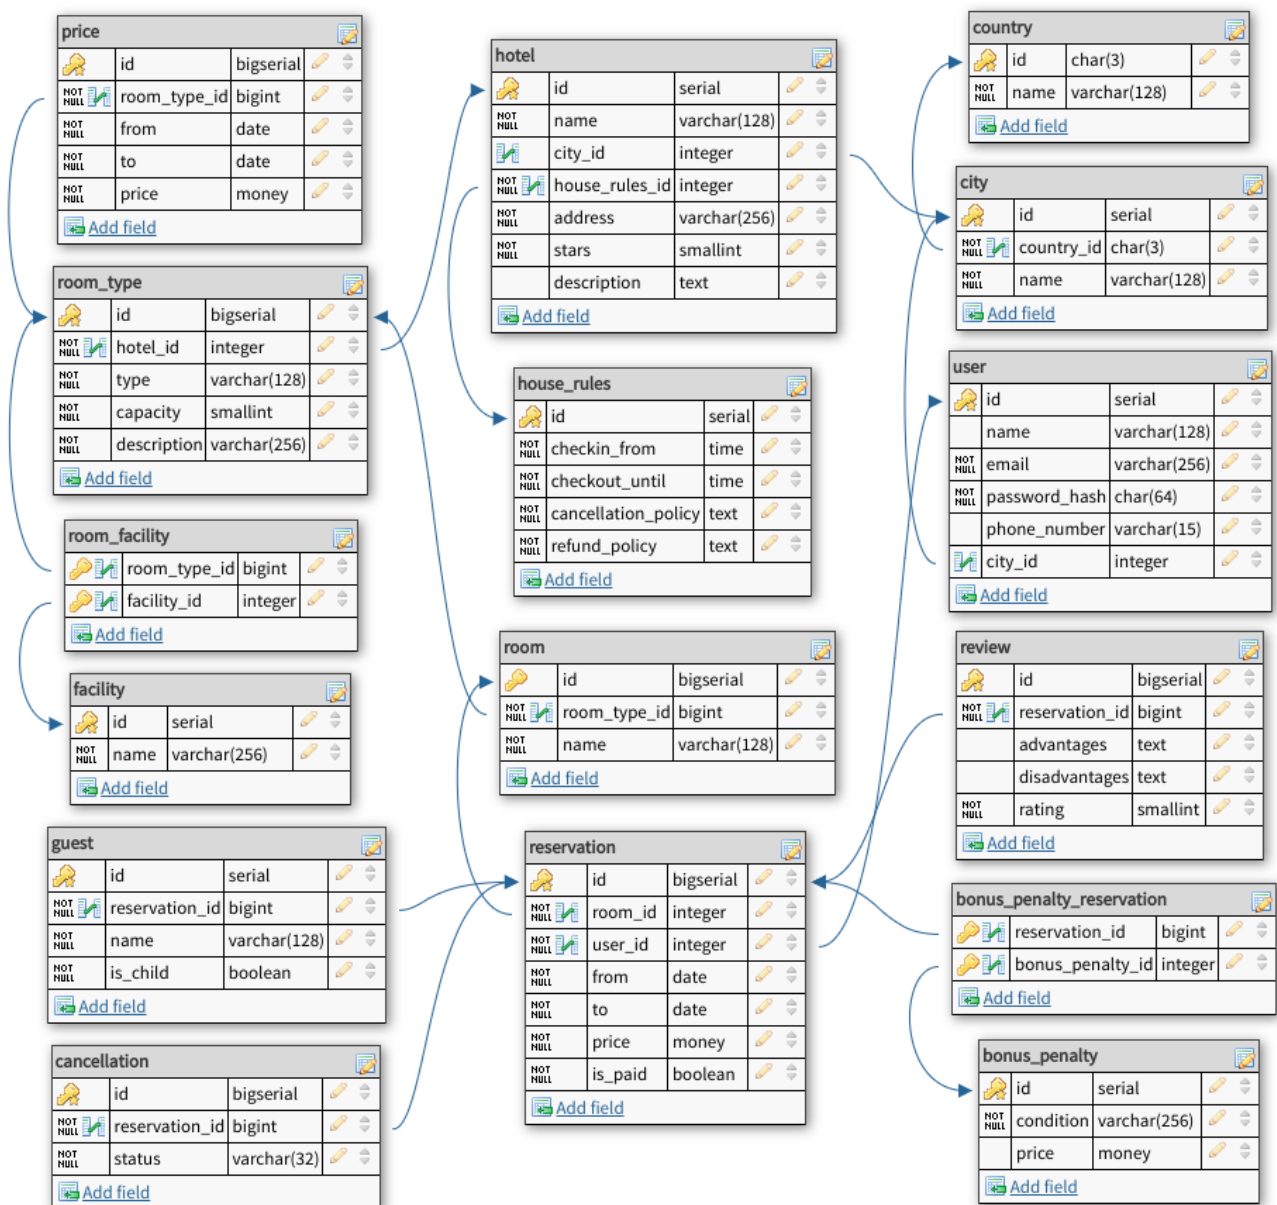 price
id bigserial
NOT NULL room_type_id bigint
NOT NULL from date
NOT NULL to date
NOT NULL price money
Add field
room_type
id bigserial
NOT NULL hotel_id integer
NOT NULL type varchar(128)
NOT NULL capacity smallint
NOT NULL description varchar(256)
Add field
room_facility
room_type_id bigint
facility_id integer
Add field
facility
id serial
NOT NULL name varchar(256)
Add field
guest
id serial
NOT NULL reservation_id bigint
NOT NULL name varchar(128)
NOT NULL is_child boolean
Add field
cancellation
id bigserial
NOT NULL reservation_id bigint
NOT NULL status varchar(32)
Add field
hotel
id serial
NOT NULL name varchar(128)
city_id integer
NOT NULL house_rules_id integer
NOT NULL address varchar(256)
NOT NULL stars smallint
description text
Add field
house_rules
id serial
NOT NULL checkin_from time
NOT NULL checkout_until time
NOT NULL cancellation_policy text
NOT NULL refund_policy text
Add field
room
id bigserial
NOT NULL room_type_id bigint
NOT NULL name varchar(128)
Add field
reservation
id bigserial
NOT NULL room_id integer
NOT NULL user_id integer
NOT NULL from date
NOT NULL to date
NOT NULL price money
NOT NULL is_paid boolean
Add field
country
id char(3)
NOT NULL name varchar(128)
Add field
city
id serial
NOT NULL country_id char(3)
NOT NULL name varchar(128)
Add field
user
id serial
name varchar(128)
NOT NULL email varchar(256)
NOT NULL password_hash char(64)
phone_number varchar(15)
city_id integer
Add field
review
id bigserial
NOT NULL reservation_id bigint
advantages text
disadvantages text
NOT NULL rating smallint
Add field
bonus_penalty_reservation
reservation_id bigint
bonus_penalty_id integer
Add field
bonus_penalty
id serial
NOT NULL condition varchar(256)
price money
Add field